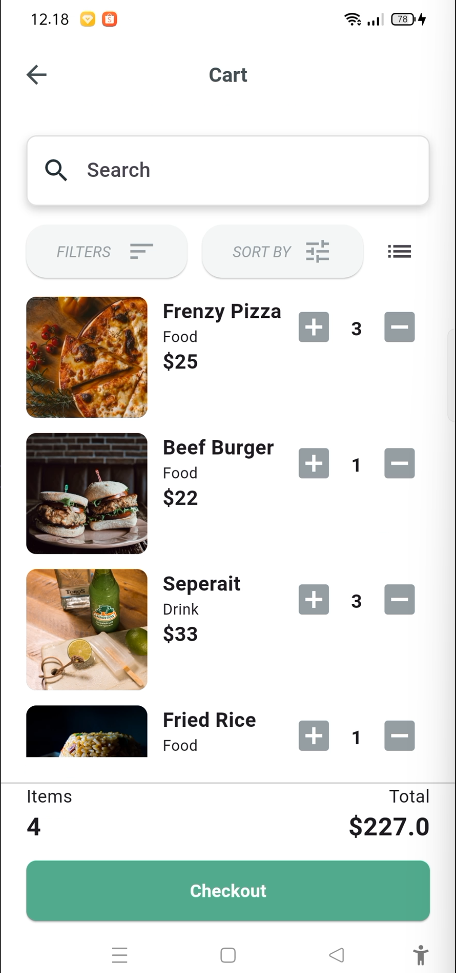 12.18
78
Cart
Search
FILTERS
SORT BY
Frenzy Pizza
Food
$25
3
Beef Burger
Food
$22
1
Seperait
Drink
$33
3
Fried Rice
Food
1
Items
Total
4
$227.0
Checkout